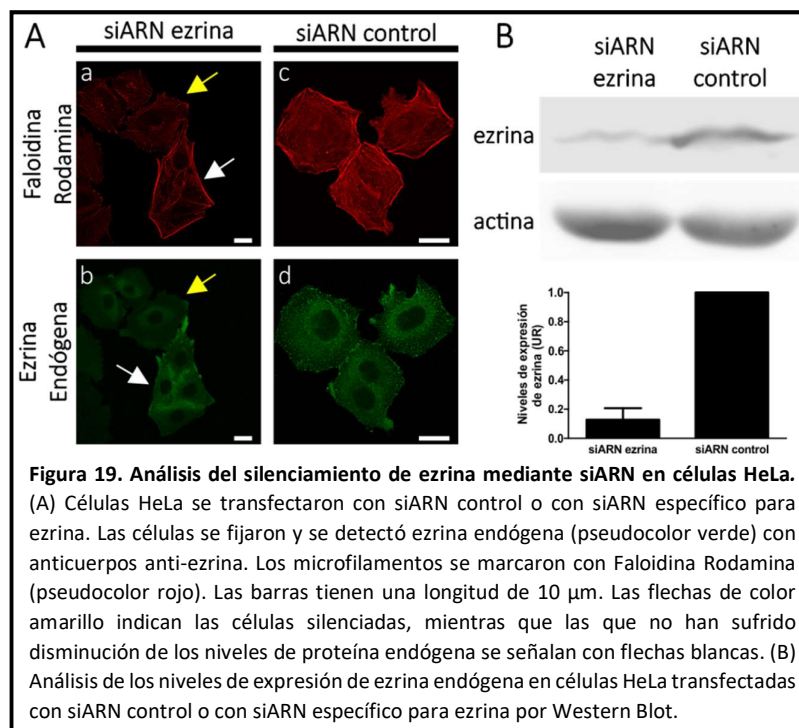 A
siARN ezrina
siARN control
Faloidina
Rodamina
a
c
Ezrina
Endógena
b
d
B
siARN
ezrina
siARN
control
ezrina
actina
Niveles de expresión
de ezrina (UR)
1.0
0.8
0.6
0.4
0.2
0.0
siARN ezrina
siARN control
Figura 19. Análisis del silenciamiento de ezrina mediante siARN en células HeLa.
(A) Células HeLa se transfectaron con siARN control o con siARN específico para
ezrina. Las células se fijaron y se detectó ezrina endógena (pseudocolor verde) con
anticuerpos anti-ezrina. Los microfilamentos se marcaron con Faloidina Rodamina
(pseudocolor rojo). Las barras tienen una longitud de 10 µm. Las flechas de color
amarillo indican las células silenciadas, mientras que las que no han sufrido
disminución de los niveles de proteína endógena se señalan con flechas blancas. (B)
Análisis de los niveles de expresión de ezrina endógena en células HeLa transfectadas
con siARN control o con siARN específico para ezrina por Western Blot.